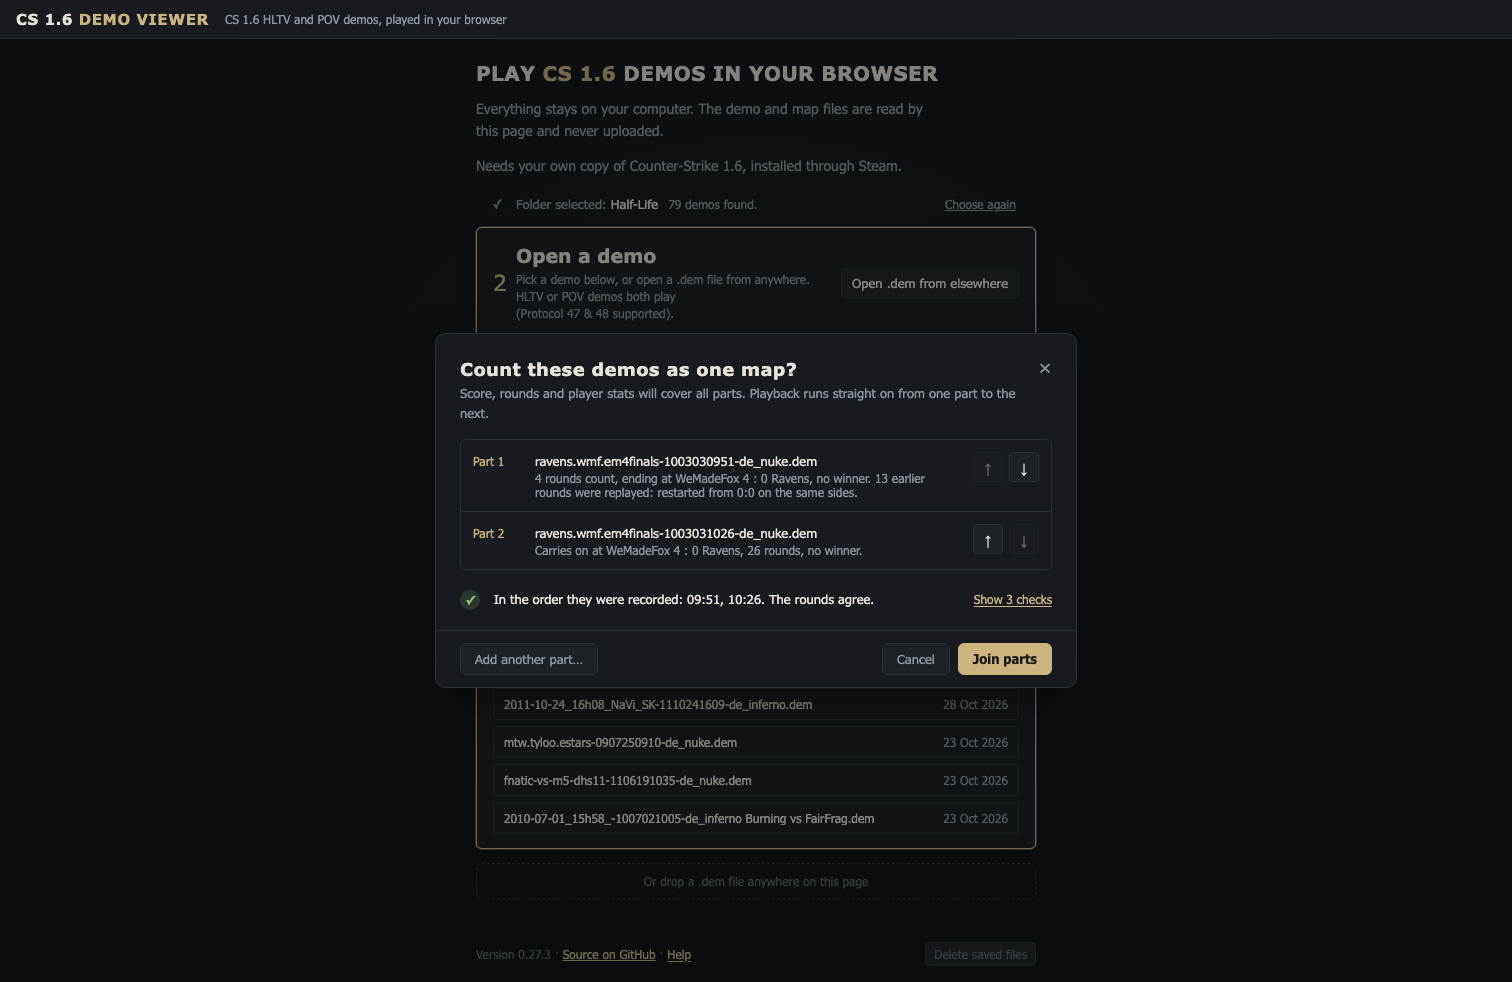 CS 1.6 DEMO VIEWER CS 1.6 HLTV and POV demos, played in your browser
PLAY CS 1.6 DEMOS IN YOUR BROWSER
Everything stays on your computer. The demo and map files are read by
this page and never uploaded.
Needs your own copy of Counter-Strike 1.6, installed through Steam.
✓ Folder selected: Half-Life 79 demos found. Choose again
Open a demo
2 Pick a demo below, or open a .dem file from anywhere.
HLTV or POV demos both play
(Protocol 47 & 48 supported).
Open .dem from elsewhere
Count these demos as one map? ✕
Score, rounds and player stats will cover all parts. Playback runs straight on from one part to the
next.
Part 1 ravens.wmf.em4finals-1003030951-de_nuke.dem ↑ ↓
4 rounds count, ending at WeMadeFox 4 : 0 Ravens, no winner. 13 earlier
rounds were replayed: restarted from 0:0 on the same sides.
Part 2 ravens.wmf.em4finals-1003031026-de_nuke.dem ↑ ↓
Carries on at WeMadeFox 4 : 0 Ravens, 26 rounds, no winner.
✓ In the order they were recorded: 09:51, 10:26. The rounds agree. Show 3 checks
Add another part... Cancel Join parts
2011-10-24_16h08_NaVi_SK-1110241609-de_inferno.dem 28 Oct 2026
mtw.tyloo.estars-0907250910-de_nuke.dem 23 Oct 2026
fnatic-vs-m5-dhs11-1106191035-de_nuke.dem 23 Oct 2026
2010-07-01_15h58_-1007021005-de_inferno Burning vs FairFrag.dem 23 Oct 2026
Or drop a .dem file anywhere on this page
Version 0.27.3 · Source on GitHub · Help Delete saved files